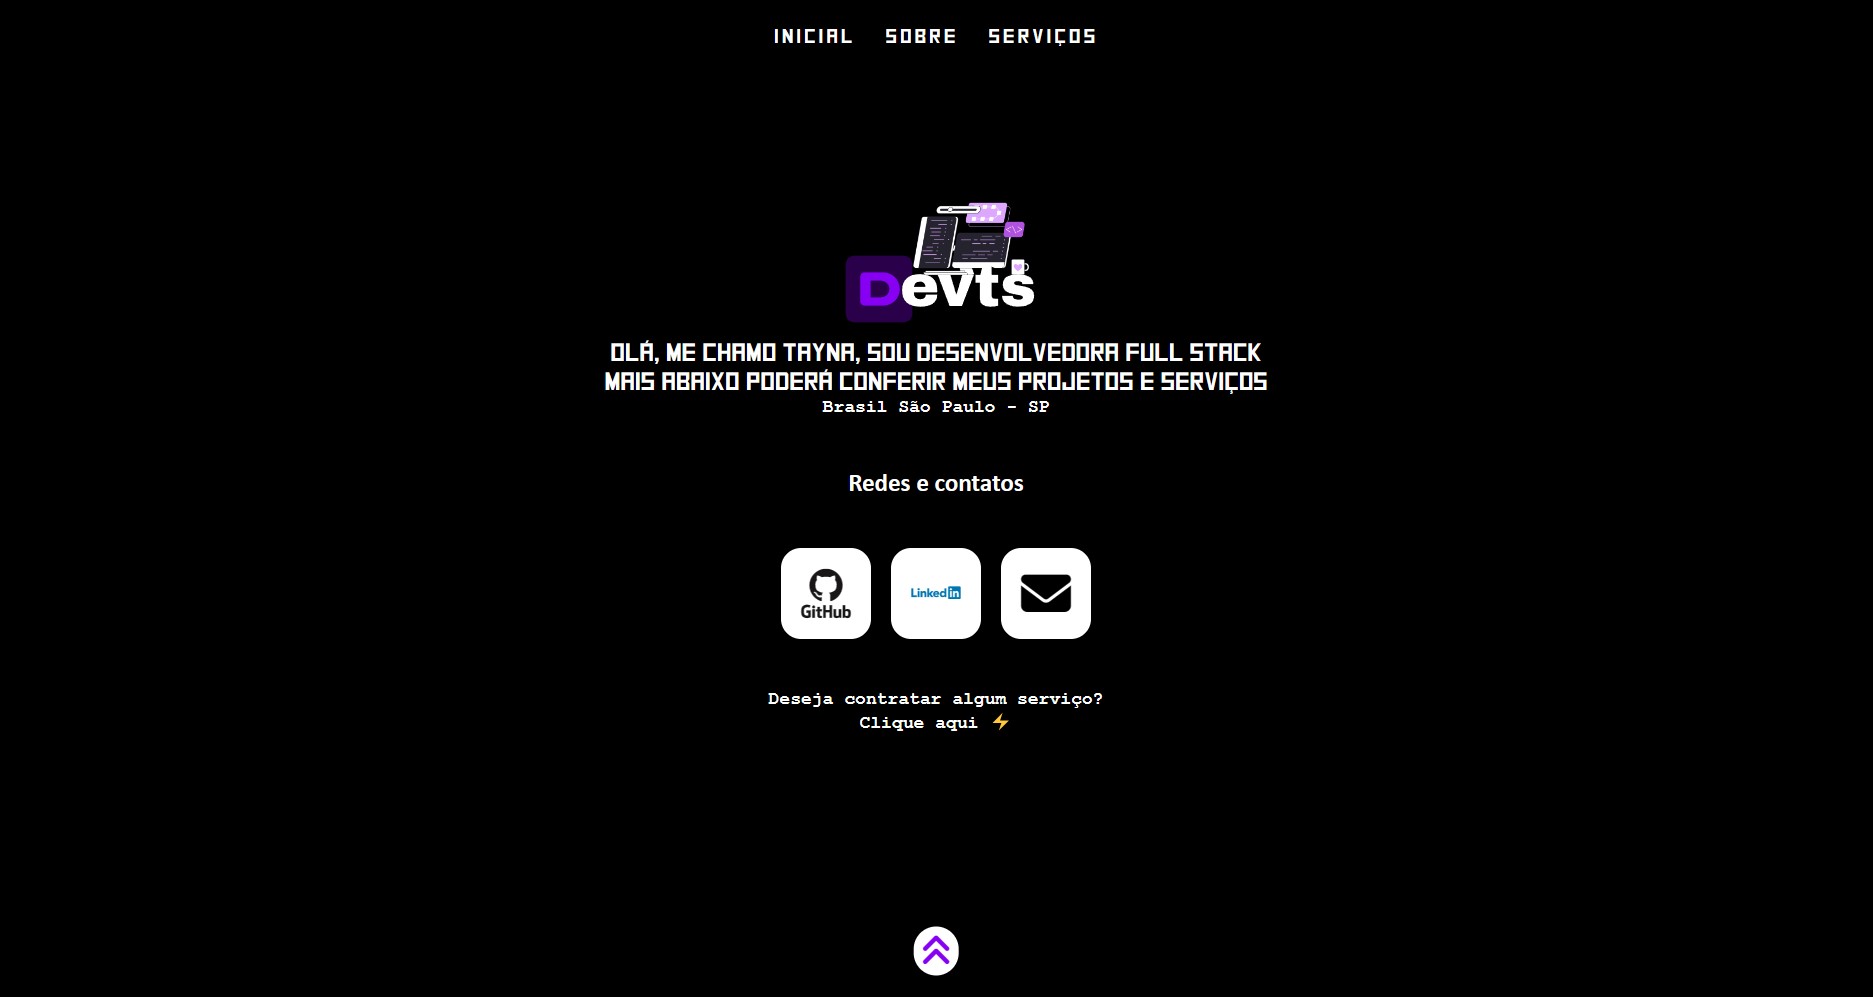 INICIAL SOBRE SERVIÇOS
</>
Devts
OLÁ, ME CHAMO TAYNA, SOU DESENVOLVEDORA FULL STACK
MAIS ABAIXO PODERÁ CONFERIR MEUS PROJETOS E SERVIÇOS
Brasil São Paulo - SP
Redes e contatos
GitHub
Linkedin
Deseja contratar algum serviço?
Clique aqui ⚡